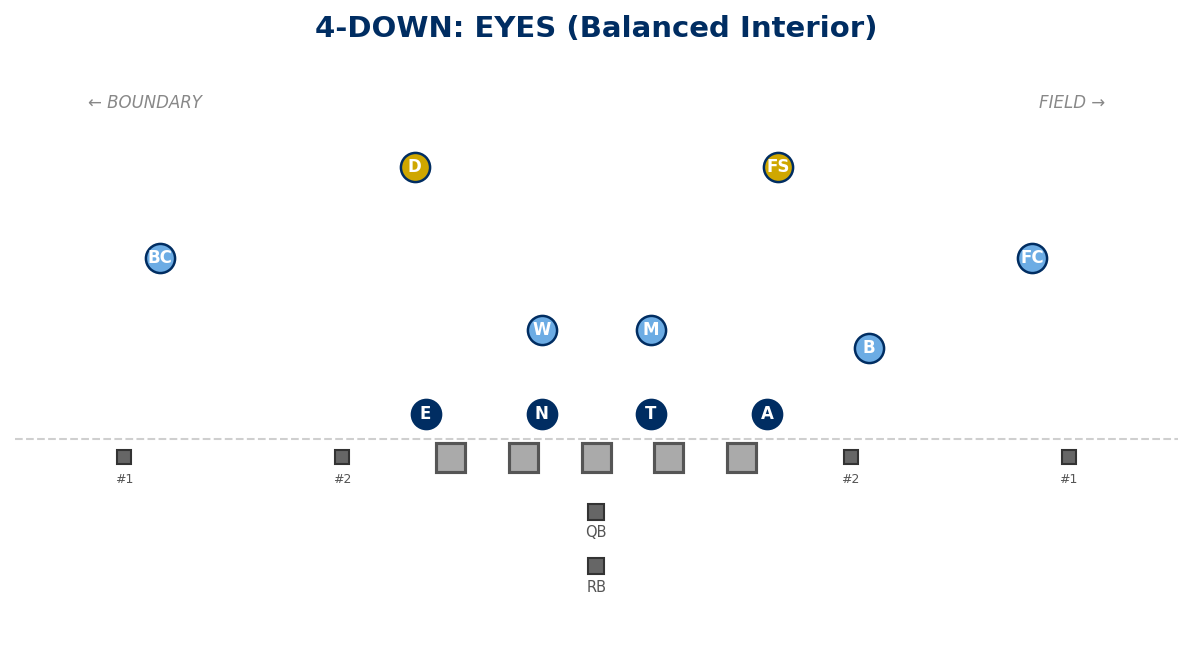 4-DOWN: EYES (Balanced Interior)
← BOUNDARY
FIELD →
D
FS
BC
FC
W
M
B
E
N
T
A
#1
#2
#2
#1
QB
RB